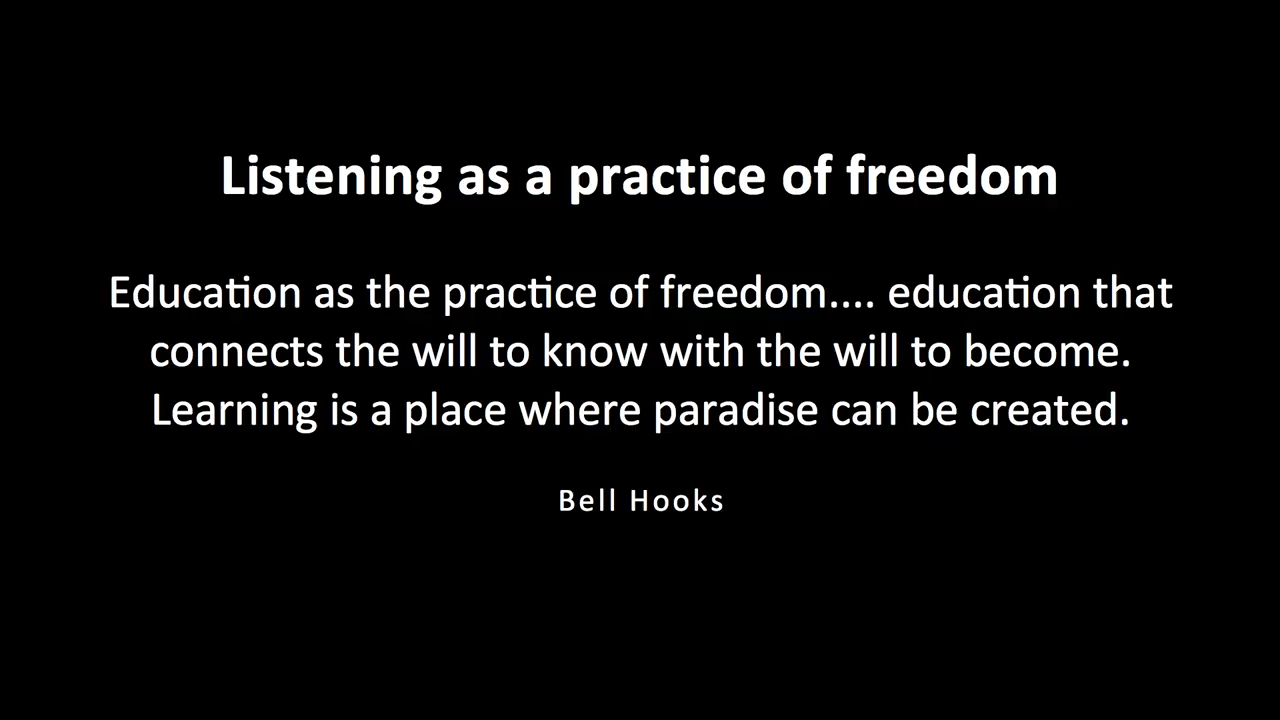 Listening as a practice of freedom
Education as the practice of freedom.... education that
connects the will to know with the will to become.
Learning is a place where paradise can be created.
Bell Hooks